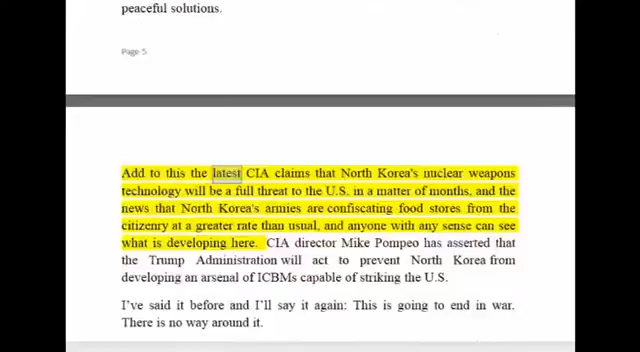 peaceful solutions.
Page 5
Add to this the latest CIA claims that North Korea's nuclear weapons
technology will be a full threat to the U.S. in a matter of months, and the
news that North Korea's armies are confiscating food stores from the
citizenry at a greater rate than usual, and anyone with any sense can see
what is developing here. CIA director Mike Pompeo has asserted that
the Trump Administration will act to prevent North Korea from
developing an arsenal of ICBMs capable of striking the U.S.
I've said it before and I'll say it again: This is going to end in war.
There is no way around it.